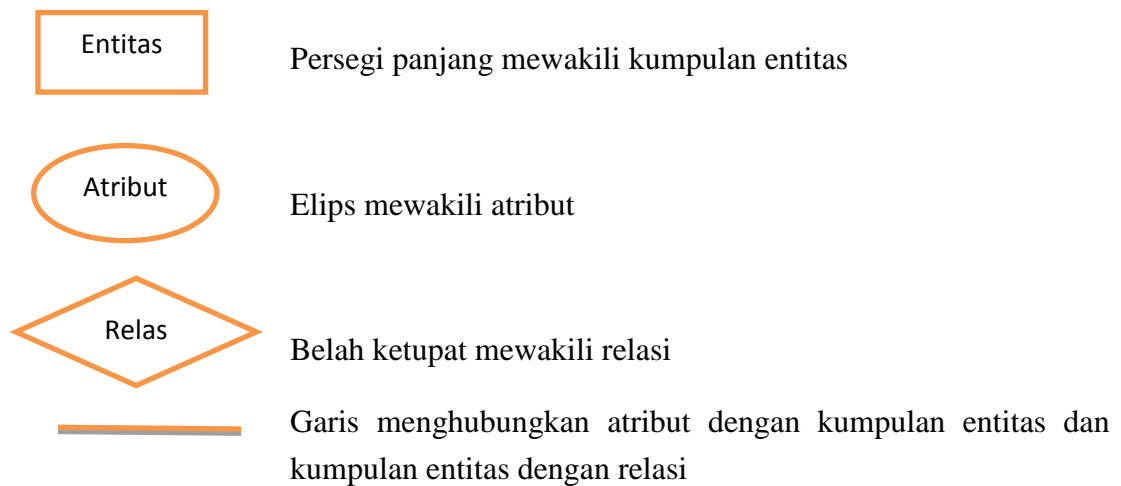 Entitas
Persegi panjang mewakili kumpulan entitas
Atribut
Elips mewakili atribut
Relas
Belah ketupat mewakili relasi
Garis menghubungkan atribut dengan kumpulan entitas dan
kumpulan entitas dengan relasi